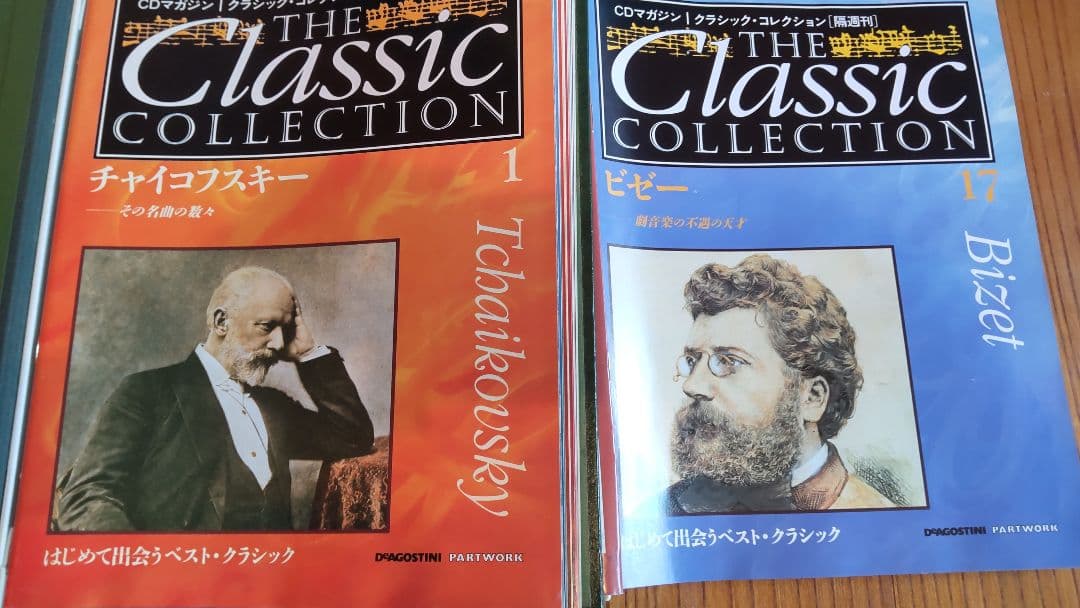 CDマガジン | クラシック・コレク
THE
Classic
COLLECTION
チャイコフスキー
1
——その名曲の数々
Tchaikovsky
はじめて出会うベスト・クラシック
DeAGOSTINI PARTWORK
CDマガジン | クラシック・コレクション[隔週刊]
THE
Classic
COLLECTION
ビゼー
17
劇音楽の不遇の天才
Bizet
はじめて出会うベスト・クラシック
DeAGOSTINI PARTWORK